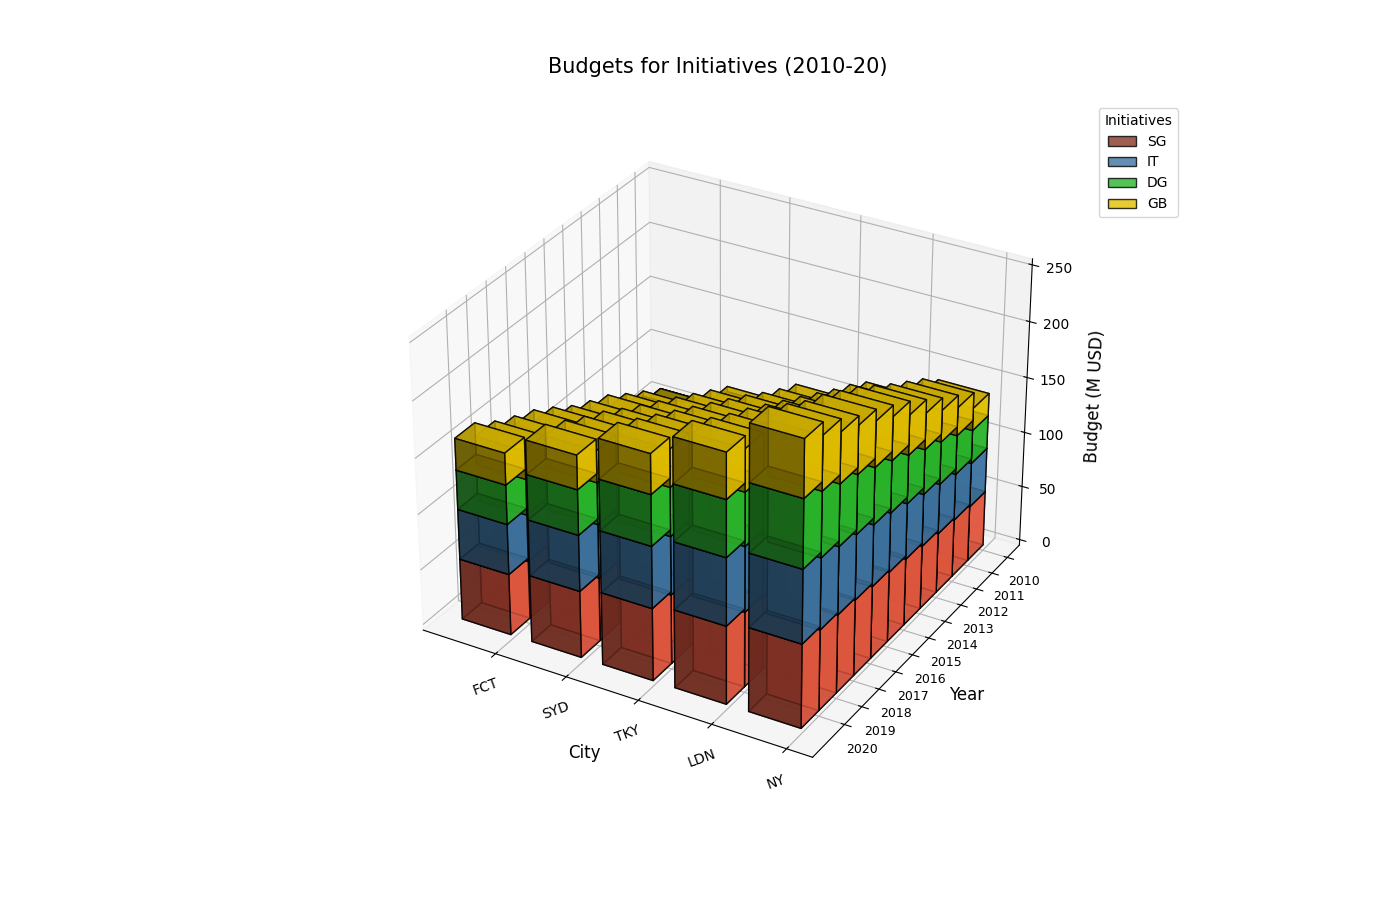 Budgets for Initiatives (2010-20)
Initiatives
SG
IT
DG
GB
250
200
150
100
50
0
Budget (M USD)
2010
2011
2012
2013
2014
2015
2016
2017
2018
2019
2020
Year
FCT
SYD
TKY
LDN
NY
City